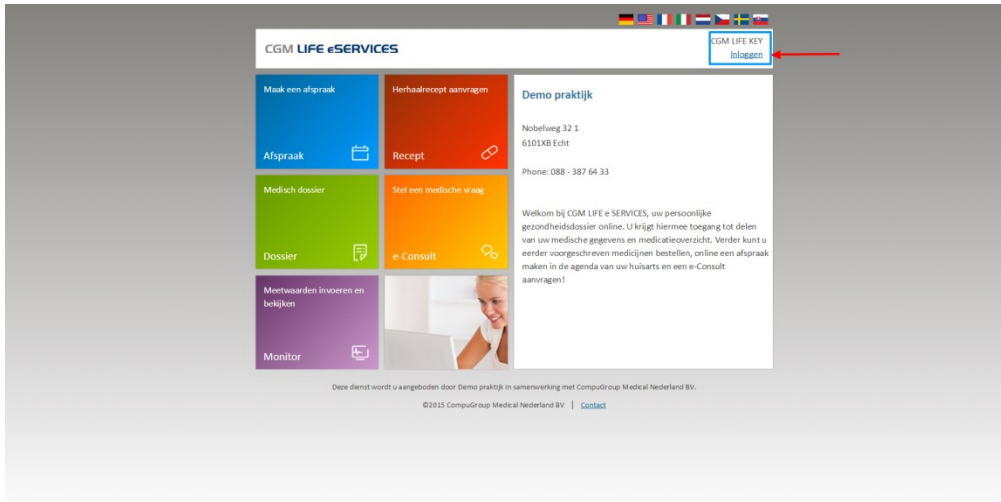 CGM LIFE eSERVICES
CGM LIFE KEY
Inloggen
Maak een afspraak
Afspraak
Herhaalrecept aanvragen
Recept
Medisch dossier
Dossier
Stel een medische vraag
e-Consult
Meetwaarden invoeren en
bekijken
Monitor
Demo praktijk
Nobelweg 32 1
6101XB Echt
Phone: 088 - 387 64 33
Welkom bij CGM LIFE e SERVICES, uw persoonlijke
gezondheidsdossier online. U krijgt hiermee toegang tot delen
van uw medische gegevens en medicatieoverzicht. Verder kunt u
eerder voorgeschreven medicijnen bestellen, online een afspraak
maken in de agenda van uw huisarts en een e-Consult
aanvragen!
Deze dienst wordt u aangeboden door Demo praktijk in samenwerking met CompuGroup Medical Nederland BV.
©2015 CompuGroup Medical Nederland BV | Contact